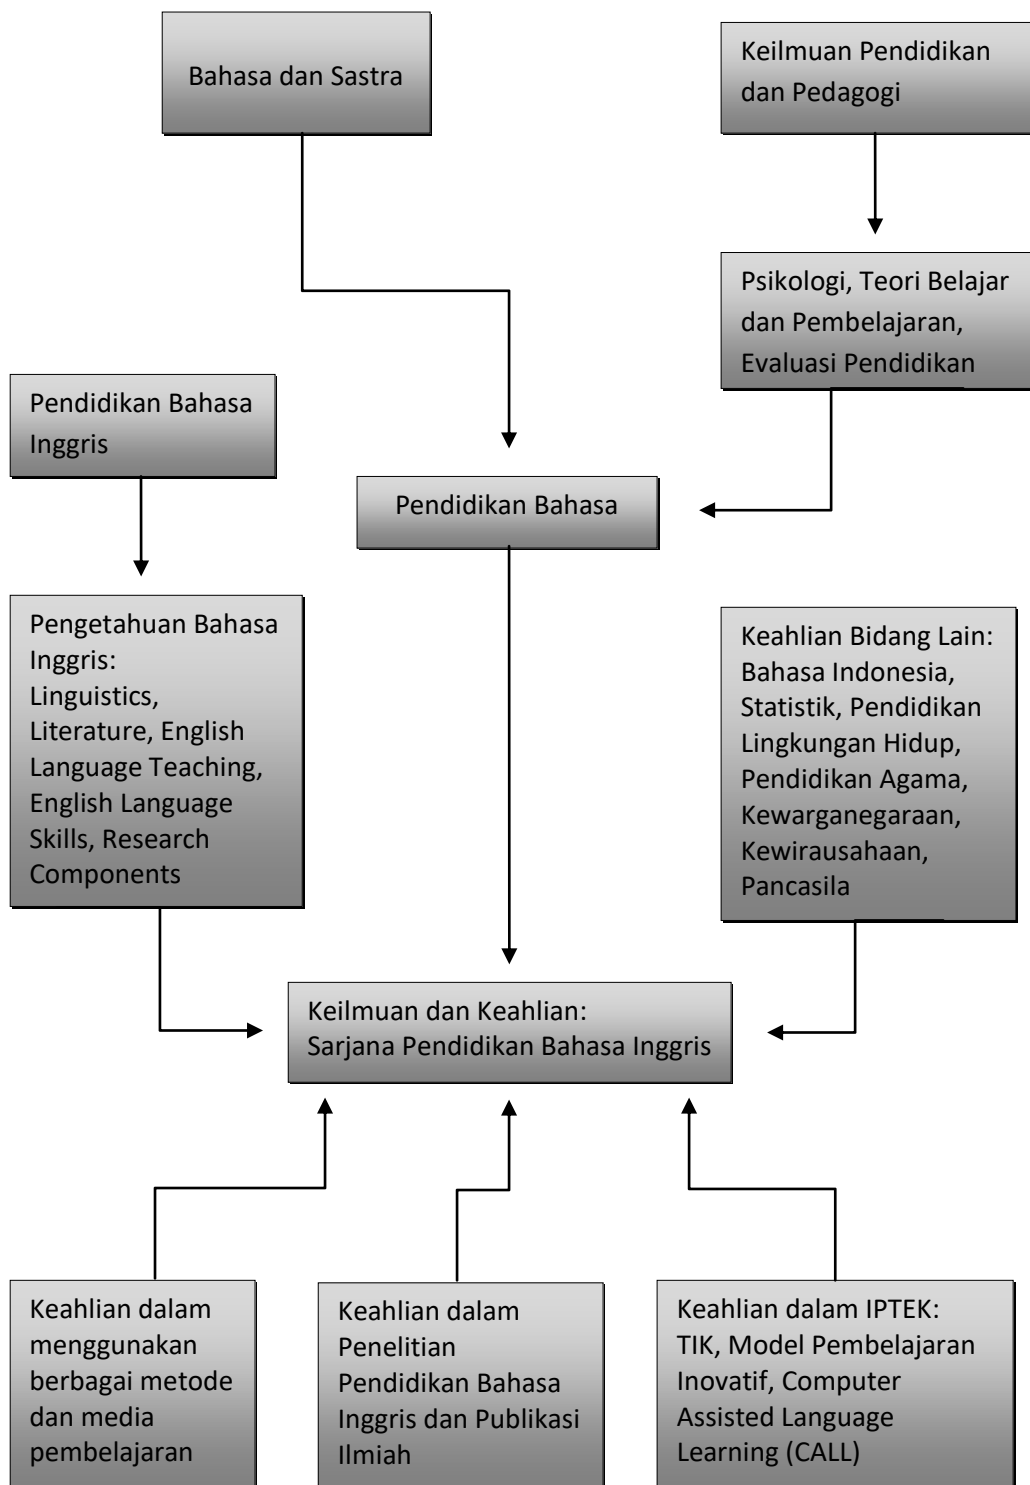 Bahasa dan Sastra
Keilmuan Pendidikan
dan Pedagogi
Psikologi, Teori Belajar
dan Pembelajaran,
Evaluasi Pendidikan
Pendidikan Bahasa
Inggris
Pendidikan Bahasa
Pengetahuan Bahasa
Inggris:
Linguistics,
Literature, English
Language Teaching,
English Language
Skills, Research
Components
Keahlian Bidang Lain:
Bahasa Indonesia,
Statistik, Pendidikan
Lingkungan Hidup,
Pendidikan Agama,
Kewarganegaraan,
Kewirausahaan,
Pancasila
Keilmuan dan Keahlian:
Sarjana Pendidikan Bahasa Inggris
Keahlian dalam
menggunakan
berbagai metode
dan media
pembelajaran
Keahlian dalam
Penelitian
Pendidikan Bahasa
Inggris dan Publikasi
Ilmiah
Keahlian dalam IPTEK:
TIK, Model Pembelajaran
Inovatif, Computer
Assisted Language
Learning (CALL)